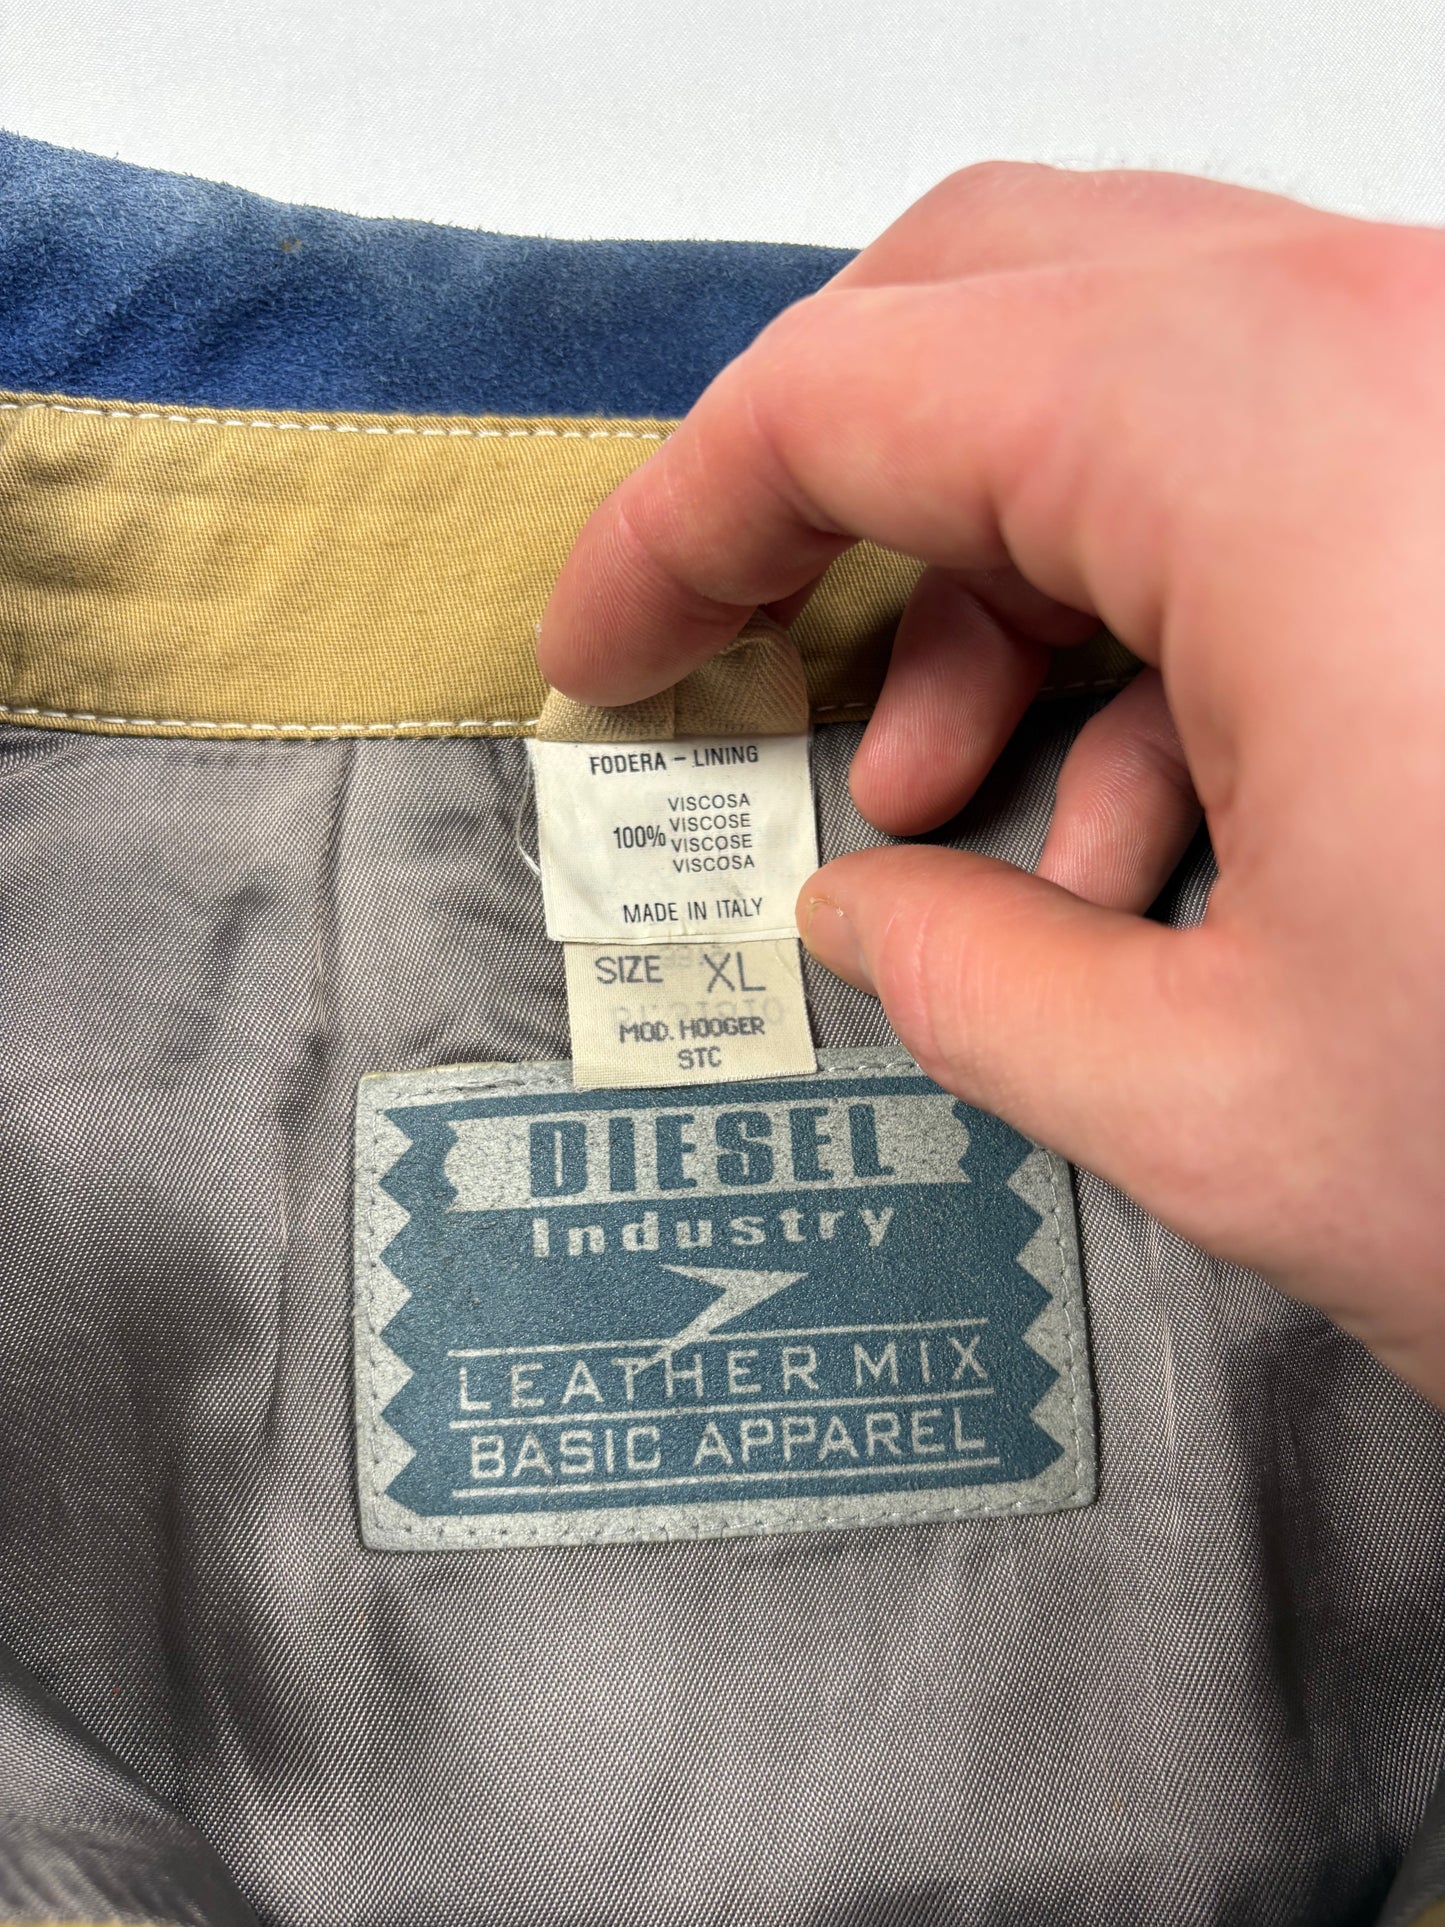 FODERA - LINING
VISCOSA
100% VISCOSE
VISCOSE
VISCOSA
MADE IN ITALY
SIZE XL
MOD. HOOGER
STC
DIESEL
Industry
LEATHER MIX
BASIC APPAREL